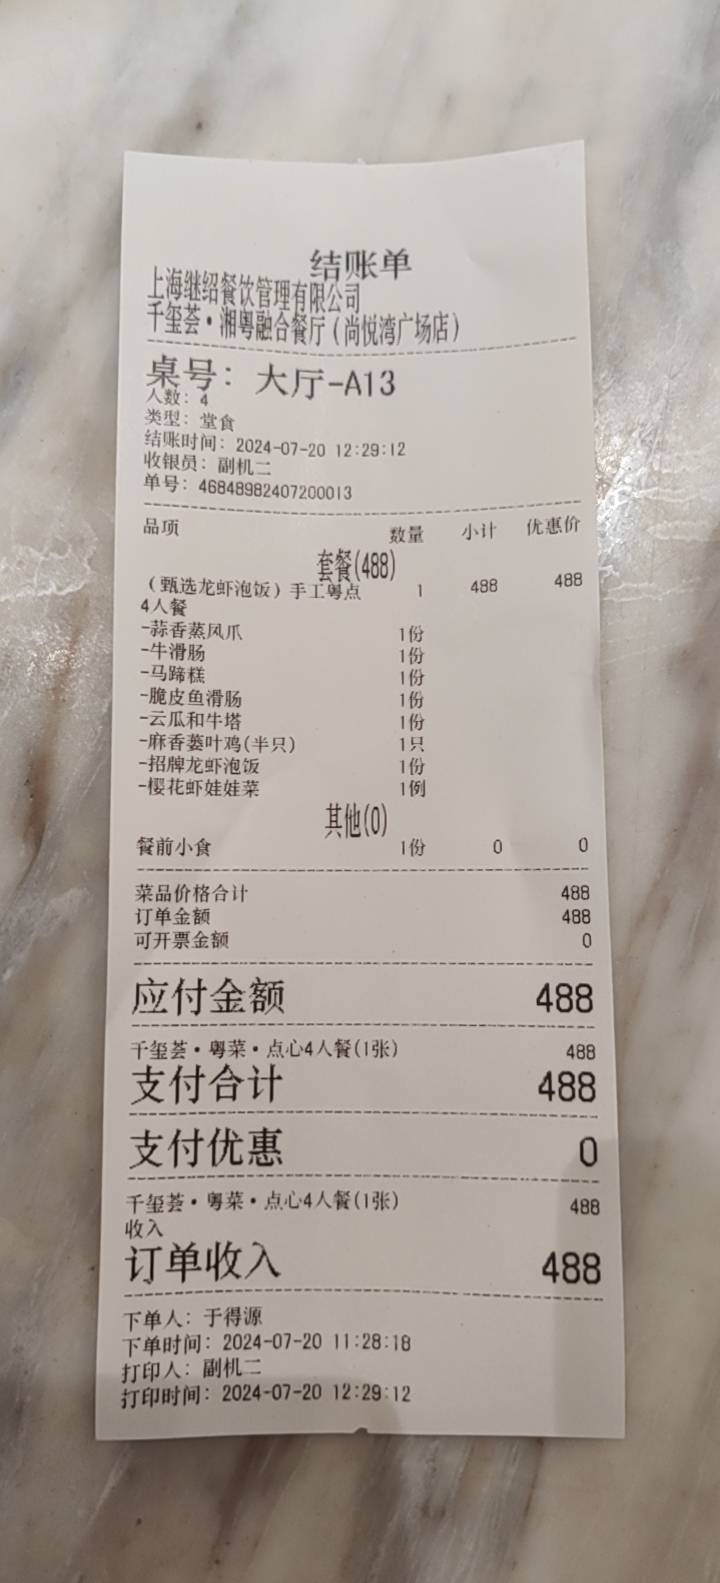 结账单
上海继绍餐饮管理有限公司
千玺荟·湘粤融合餐厅(尚悦湾广场店)
桌号: 大厅-A13
人数: 4
类型: 堂食
结账时间: 2024-07-20 12:29:12
收银员: 副机二
单号: 46848982407200013
品项 数量 小计 优惠价
套餐(488)
(甄选龙虾泡饭)手工粤点 1 488 488
4人餐
-蒜香蒸凤爪 1份
-牛滑肠 1份
-马蹄糕 1份
-脆皮鱼滑肠 1份
-云瓜和牛塔 1份
-麻香蒌叶鸡(半只) 1只
-招牌龙虾泡饭 1份
-樱花虾娃娃菜 1例
其他(0)
餐前小食 1份 0 0
菜品价格合计 488
订单金额 488
可开票金额 0
应付金额 488
千玺荟·粤菜·点心4人餐(1张) 488
支付合计 488
支付优惠 0
千玺荟·粤菜·点心4人餐(1张) 488
收入
订单收入 488
下单人: 于得源
下单时间: 2024-07-20 11:28:18
打印人: 副机二
打印时间: 2024-07-20 12:29:12